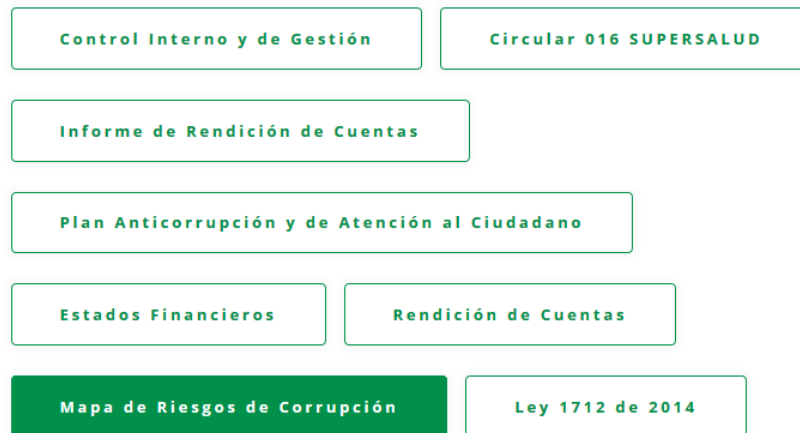 Control Interno y de Gestión
Circular 016 SUPERSALUD
Informe de Rendición de Cuentas
Plan Anticorrupción y de Atención al Ciudadano
Estados Financieros
Rendición de Cuentas
Mapa de Riesgos de Corrupción
Ley 1712 de 2014